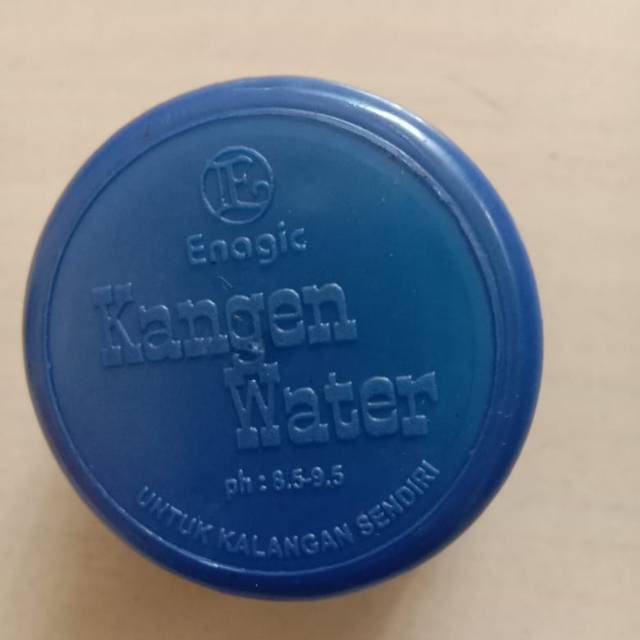 E
Enagic
Kangen
Water
ph : 8.5-9.5
UNTUK KALANGAN SENDIRI